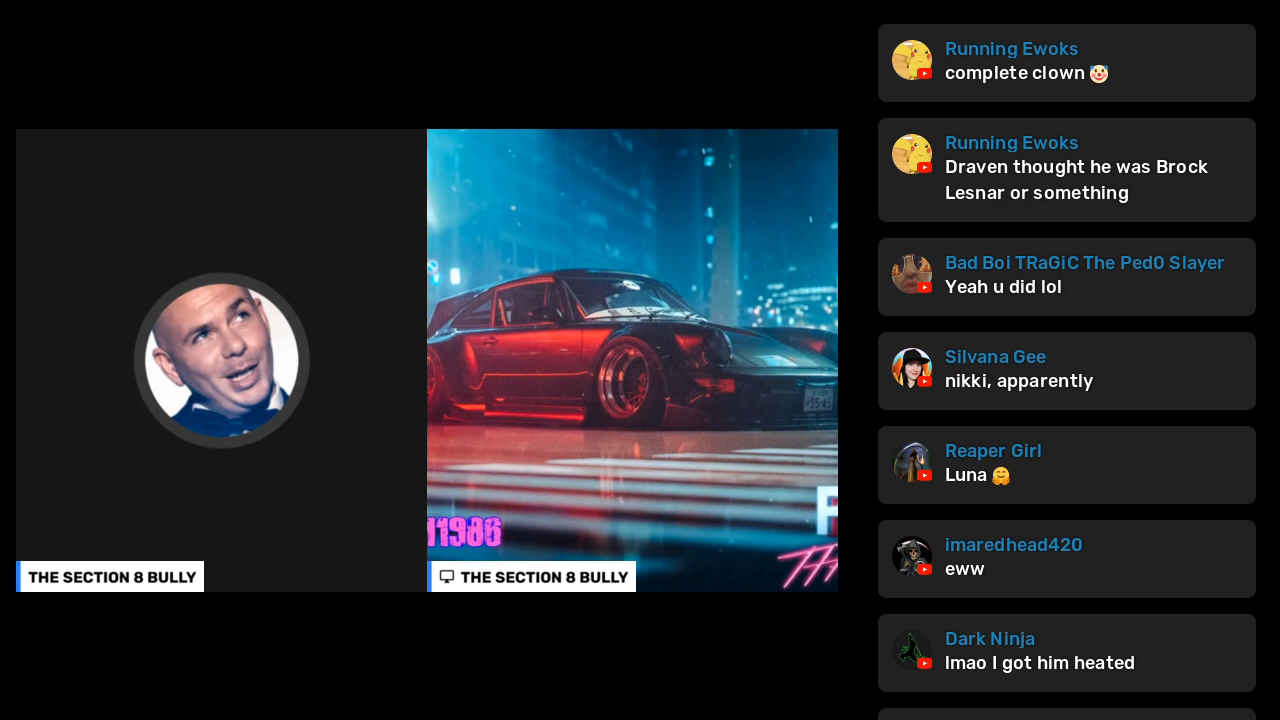 THE SECTION 8 BULLY
THE SECTION 8 BULLY
Running Ewoks
complete clown 🤡
Running Ewoks
Draven thought he was Brock
Lesnar or something
Bad Boi TRaGiC The Ped0 Slayer
Yeah u did lol
Silvana Gee
nikki, apparently
Reaper Girl
Luna 🤗
imaredhead420
eww
Dark Ninja
lmao I got him heated